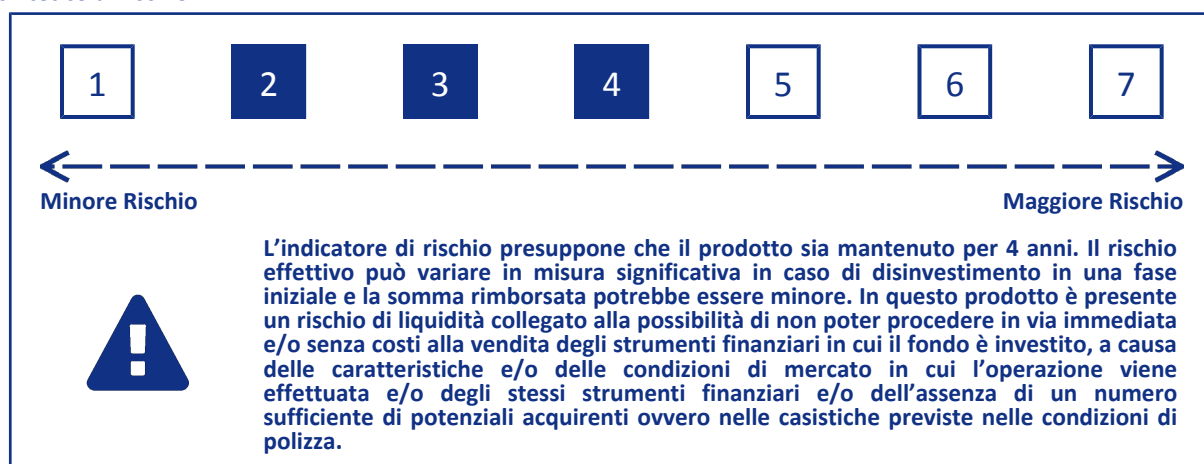 1 2 3 4 5 6 7
Minore Rischio Maggiore Rischio
L'indicatore di rischio presuppone che il prodotto sia mantenuto per 4 anni. Il rischio
effettivo può variare in misura significativa in caso di disinvestimento in una fase
iniziale e la somma rimborsata potrebbe essere minore. In questo prodotto è presente
un rischio di liquidità collegato alla possibilità di non poter procedere in via immediata
e/o senza costi alla vendita degli strumenti finanziari in cui il fondo è investito, a causa
delle caratteristiche e/o delle condizioni di mercato in cui l'operazione viene
effettuata e/o degli stessi strumenti finanziari e/o dell'assenza di un numero
sufficiente di potenziali acquirenti ovvero nelle casistiche previste nelle condizioni di
polizza.